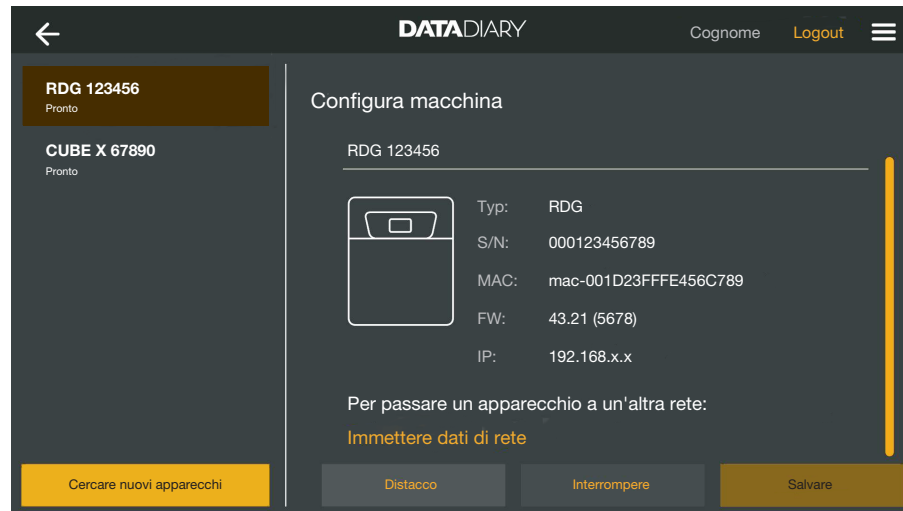 DATADIARY
Cognome
Logout
RDG 123456
Pronto
CUBE X 67890
Pronto
Cercare nuovi apparecchi
Configura macchina
RDG 123456
Typ: RDG
S/N: 000123456789
MAC: mac-001D23FFFE456C789
FW: 43.21 (5678)
IP: 192.168.x.x
Per passare un apparecchio a un'altra rete:
Immettere dati di rete
Distacco
Interrompere
Salvare